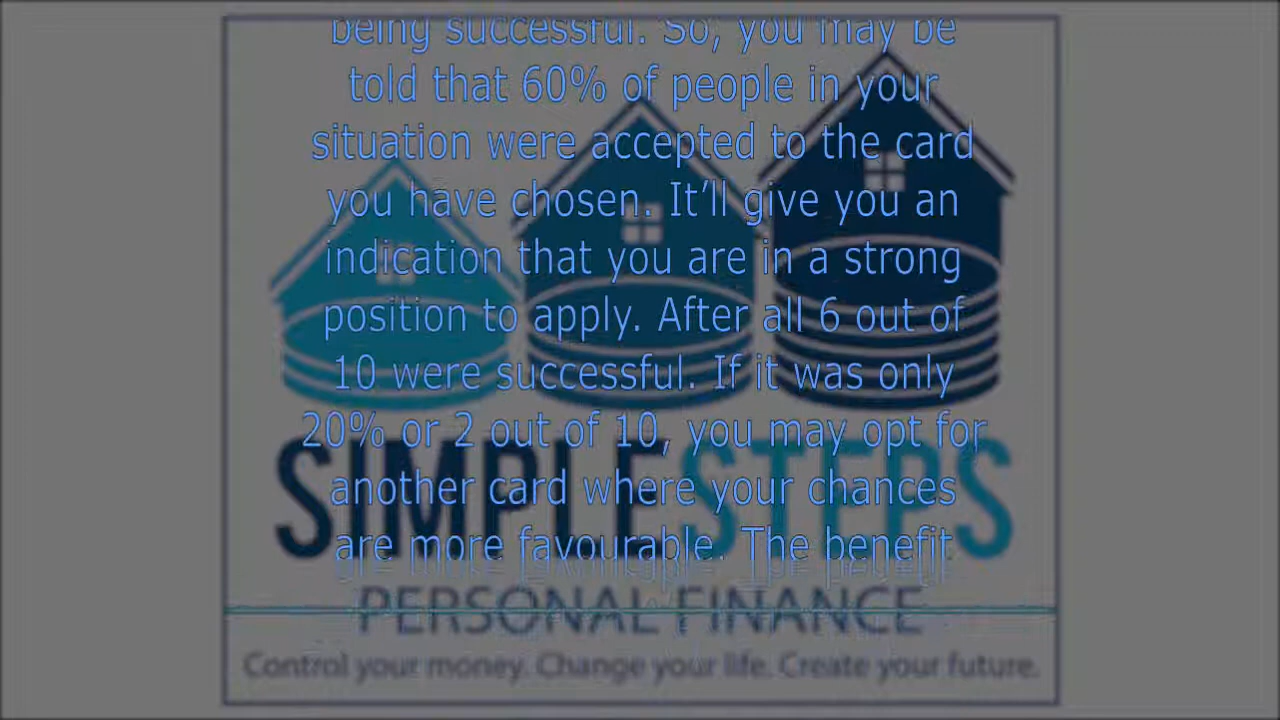 being successful. So, you may be
told that 60% of people in your
situation were accepted to the card
you have chosen. It’ll give you an
indication that you are in a strong
position to apply. After all 6 out of
10 were successful. If it was only
20% or 2 out of 10, you may opt for
another card where your chances
are more favourable. The benefit
SIMPLESTEPS
PERSONAL FINANCE
Control your money. Change your life. Create your future.